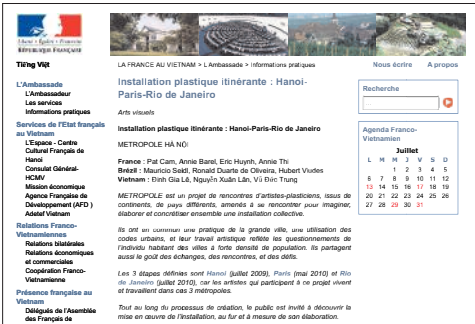 Liberté • Égalité • Fraternité
RÉPUBLIQUE FRANÇAISE
Tiếng Việt
LA FRANCE AU VIETNAM > L'Ambassade > Informations pratiques
Nous écrire A propos
L'Ambassade
L'Ambassadeur
Les services
Informations pratiques
Services de l'Etat français
au Vietnam
L'Espace - Centre
Culturel Français de
Hanoi
Consulat Général-
HCMV
Mission économique
Agence Française de
Développement (AFD )
Adetef Vietnam
Relations Franco-
Vietnamiennes
Relations bilatérales
Relations économiques
et commerciales
Coopération Franco-
Vietnamienne
Présence française au
Vietnam
Délégués de l'Assemblée
des Français de
Installation plastique itinérante : Hanoi-
Paris-Rio de Janeiro
Arts visuels
Installation plastique itinérante : Hanoi-Paris-Rio de Janeiro
METROPOLE HÀ NỘI
France : Pat Cam, Annie Barel, Eric Huynh, Annie Thi
Brézil : Mauricio Seidl, Ronald Duarte de Oliveira, Hubert Viudes
Vietnam : Đinh Gia Lê, Nguyễn Xuân Lân, Vũ Đức Trung
METROPOLE est un projet de rencontres d'artistes-plasticiens, issus de
continents, de pays différents, amenés à se rencontrer pour imaginer,
élaborer et concrétiser ensemble une installation collective.
Ils ont en commun une pratique de la grande ville, une utilisation des
codes urbains, et leur travail artistique reflète les questionnements de
l'individu habitant des villes à forte densité de population. Ils partagent
aussi le goût des échanges, des rencontres, et des défis.
Les 3 étapes définies sont Hanoi (juillet 2009), Paris (mai 2010) et Rio
de Janeiro (juillet 2010), car les artistes qui participent à ce projet vivent
et travaillent dans ces 3 métropoles.
Tout au long du processus de création, le public est invité à découvrir la
mise en œuvre de l'installation, au fur et à mesure de son élaboration.
Recherche
Agenda Franco-
Vietnamien
Juillet
L M M J V S D
1 2 3 4 5
6 7 8 9 10 11 12
13 14 15 16 17 18 19
20 21 22 23 24 25 26
27 28 29 30 31